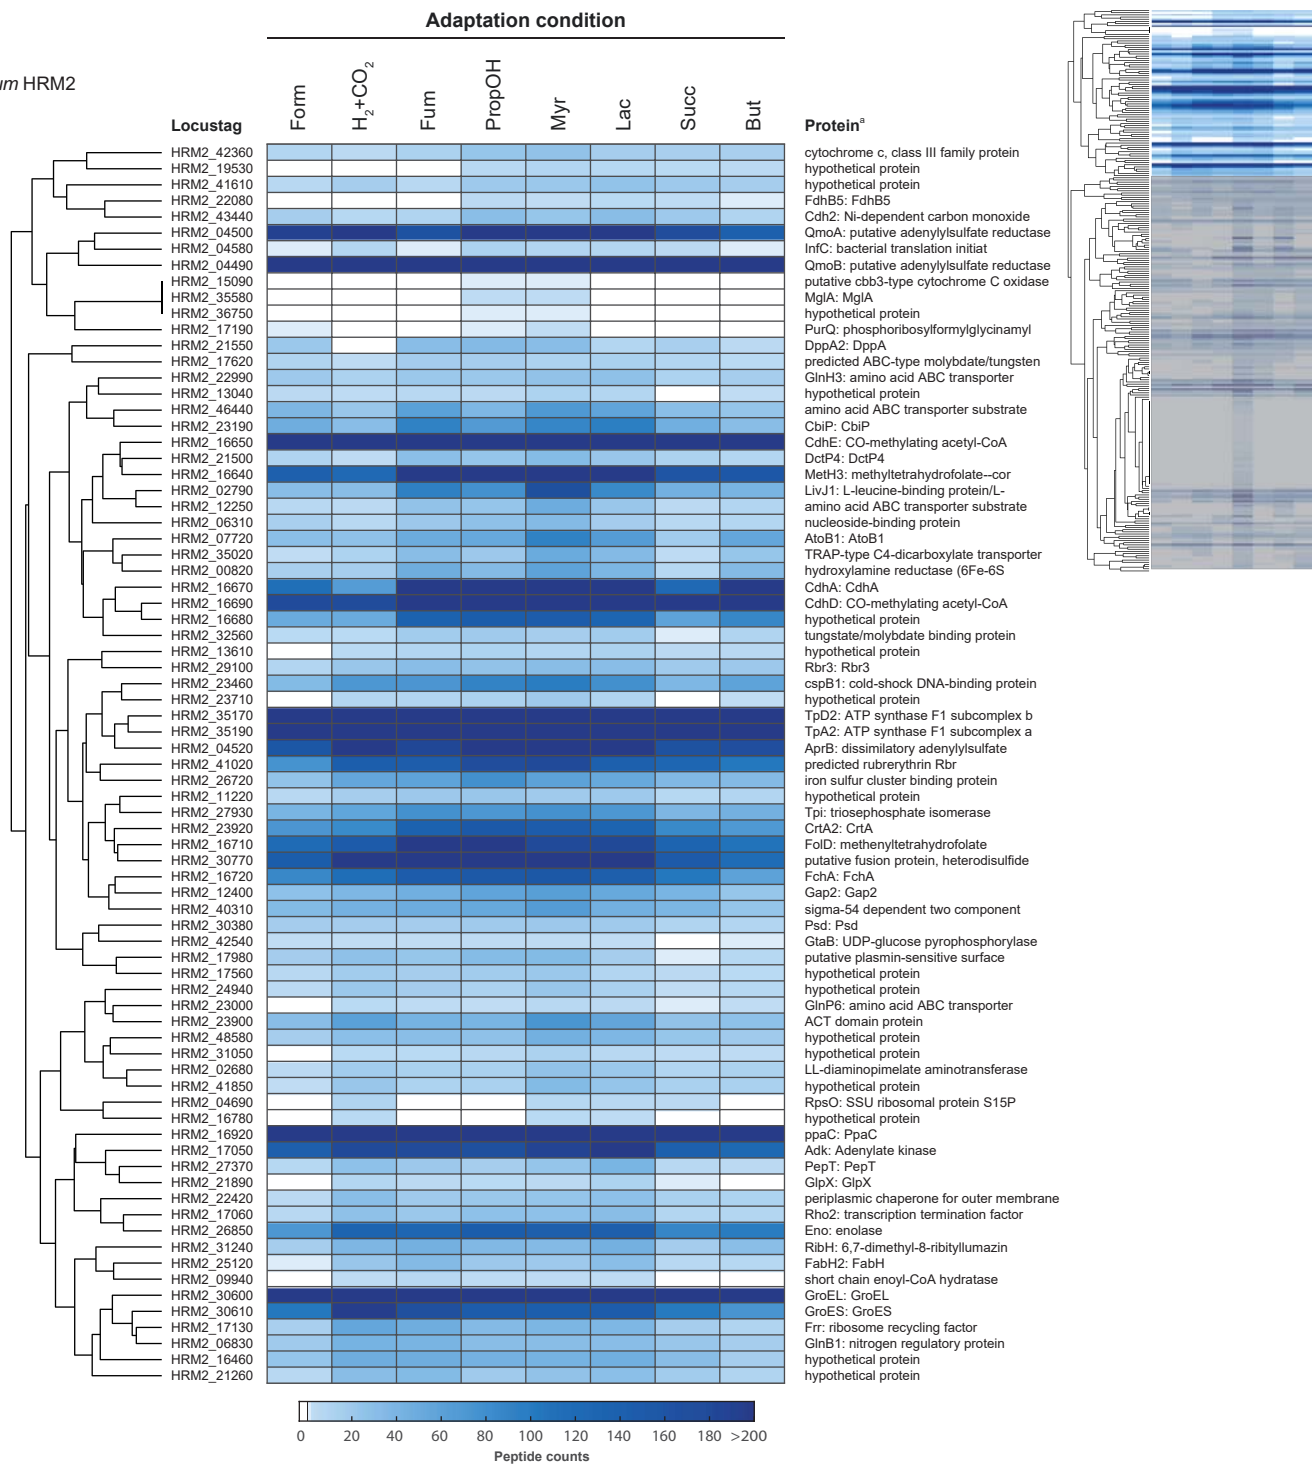 Adaptation condition
um HRM2
Locustag Form H2+CO2 Fum PropOH Myr Lac Succ But Proteina
HRM2_42360 cytochrome c, class III family protein
HRM2_19530 hypothetical protein
HRM2_41610 hypothetical protein
HRM2_22080 FdhB5: FdhB5
HRM2_43440 Cdh2: Ni-dependent carbon monoxide
HRM2_04500 QmoA: putative adenylylsulfate reductase
HRM2_04580 InfC: bacterial translation initiat
HRM2_04490 QmoB: putative adenylylsulfate reductase
HRM2_15090 putative cbb3-type cytochrome C oxidase
HRM2_35580 MglA: MglA
HRM2_36750 hypothetical protein
HRM2_17190 PurQ: phosphoribosylformylglycinamyl
HRM2_21550 DppA2: DppA
HRM2_17620 predicted ABC-type molybdate/tungsten
HRM2_22990 GlnH3: amino acid ABC transporter
HRM2_13040 hypothetical protein
HRM2_46440 amino acid ABC transporter substrate
HRM2_23190 CbiP: CbiP
HRM2_16650 CdhE: CO-methylating acetyl-CoA
HRM2_21500 DctP4: DctP4
HRM2_16640 MetH3: methyltetrahydrofolate--cor
HRM2_02790 LivJ1: L-leucine-binding protein/L-
HRM2_12250 amino acid ABC transporter substrate
HRM2_06310 nucleoside-binding protein
HRM2_07720 AtoB1: AtoB1
HRM2_35020 TRAP-type C4-dicarboxylate transporter
HRM2_00820 hydroxylamine reductase (6Fe-6S
HRM2_16670 CdhA: CdhA
HRM2_16690 CdhD: CO-methylating acetyl-CoA
HRM2_16680 hypothetical protein
HRM2_32560 tungstate/molybdate binding protein
HRM2_13610 hypothetical protein
HRM2_29100 Rbr3: Rbr3
HRM2_23460 cspB1: cold-shock DNA-binding protein
HRM2_23710 hypothetical protein
HRM2_35170 TpD2: ATP synthase F1 subcomplex b
HRM2_35190 TpA2: ATP synthase F1 subcomplex a
HRM2_04520 AprB: dissimilatory adenylylsulfate
HRM2_41020 predicted rubrerythrin Rbr
HRM2_26720 iron sulfur cluster binding protein
HRM2_11220 hypothetical protein
HRM2_27930 Tpi: triosephosphate isomerase
HRM2_23920 CrtA2: CrtA
HRM2_16710 FolD: methenyltetrahydrofolate
HRM2_30770 putative fusion protein, heterodisulfide
HRM2_16720 FchA: FchA
HRM2_12400 Gap2: Gap2
HRM2_40310 sigma-54 dependent two component
HRM2_30380 Psd: Psd
HRM2_42540 GtaB: UDP-glucose pyrophosphorylase
HRM2_17980 putative plasmin-sensitive surface
HRM2_17560 hypothetical protein
HRM2_24940 hypothetical protein
HRM2_23000 GlnP6: amino acid ABC transporter
HRM2_23900 ACT domain protein
HRM2_48580 hypothetical protein
HRM2_31050 hypothetical protein
HRM2_02680 LL-diaminopimelate aminotransferase
HRM2_41850 hypothetical protein
HRM2_04690 RpsO: SSU ribosomal protein S15P
HRM2_16780 hypothetical protein
HRM2_16920 ppaC: PpaC
HRM2_17050 Adk: Adenylate kinase
HRM2_27370 PepT: PepT
HRM2_21890 GlpX: GlpX
HRM2_22420 periplasmic chaperone for outer membrane
HRM2_17060 Rho2: transcription termination factor
HRM2_26850 Eno: enolase
HRM2_31240 RibH: 6,7-dimethyl-8-ribityllumazin
HRM2_25120 FabH2: FabH
HRM2_09940 short chain enoyl-CoA hydratase
HRM2_30600 GroEL: GroEL
HRM2_30610 GroES: GroES
HRM2_17130 Frr: ribosome recycling factor
HRM2_06830 GlnB1: nitrogen regulatory protein
HRM2_16460 hypothetical protein
HRM2_21260 hypothetical protein
0 20 40 60 80 100 120 140 160 180 >200
Peptide counts